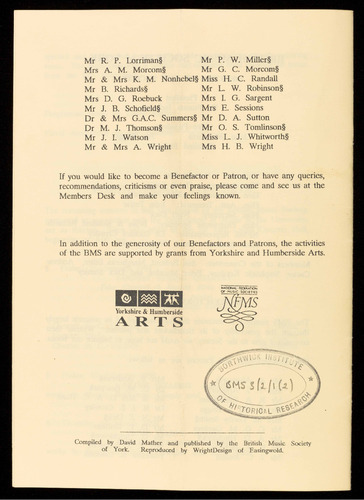 Mr R. P. Lorriman§ Mr P. W. Miller§
Mrs A. M. Morcom§ Mr G. C. Morcom§
Mr & Mrs K. M. Nonhebel§ Miss H. C. Randall
Mr B. Richards§ Mr L. W. Robinson§
Mrs D. G. Roebuck Mrs I. G. Sargent
Mr J. B. Schofield§ Mrs E. Sessions
Dr & Mrs G.A.C. Summers§ Mr D. A. Sutton
Dr M. J. Thomson§ Mr O. S. Tomlinson§
Mr J. I. Watson Miss L. J. Whitworth§
Mr & Mrs A. Wright Mrs H. B. Wright
If you would like to become a Benefactor or Patron, or have any queries,
recommendations, criticisms or even praise, please come and see us at the
Members Desk and make your feelings known.
In addition to the generosity of our Benefactors and Patrons, the activities
of the BMS are supported by grants from Yorkshire and Humberside Arts.
Yorkshire & Humberside
ARTS
NATIONAL FEDERATION
OF MUSIC SOCIETIES
NFMS
BORTHWICK INSTITUTE
BMS 3/2/1(2)
OF HISTORICAL RESEARCH
Compiled by David Mather and published by the British Music Society
of York. Reproduced by WrightDesign of Easingwold.